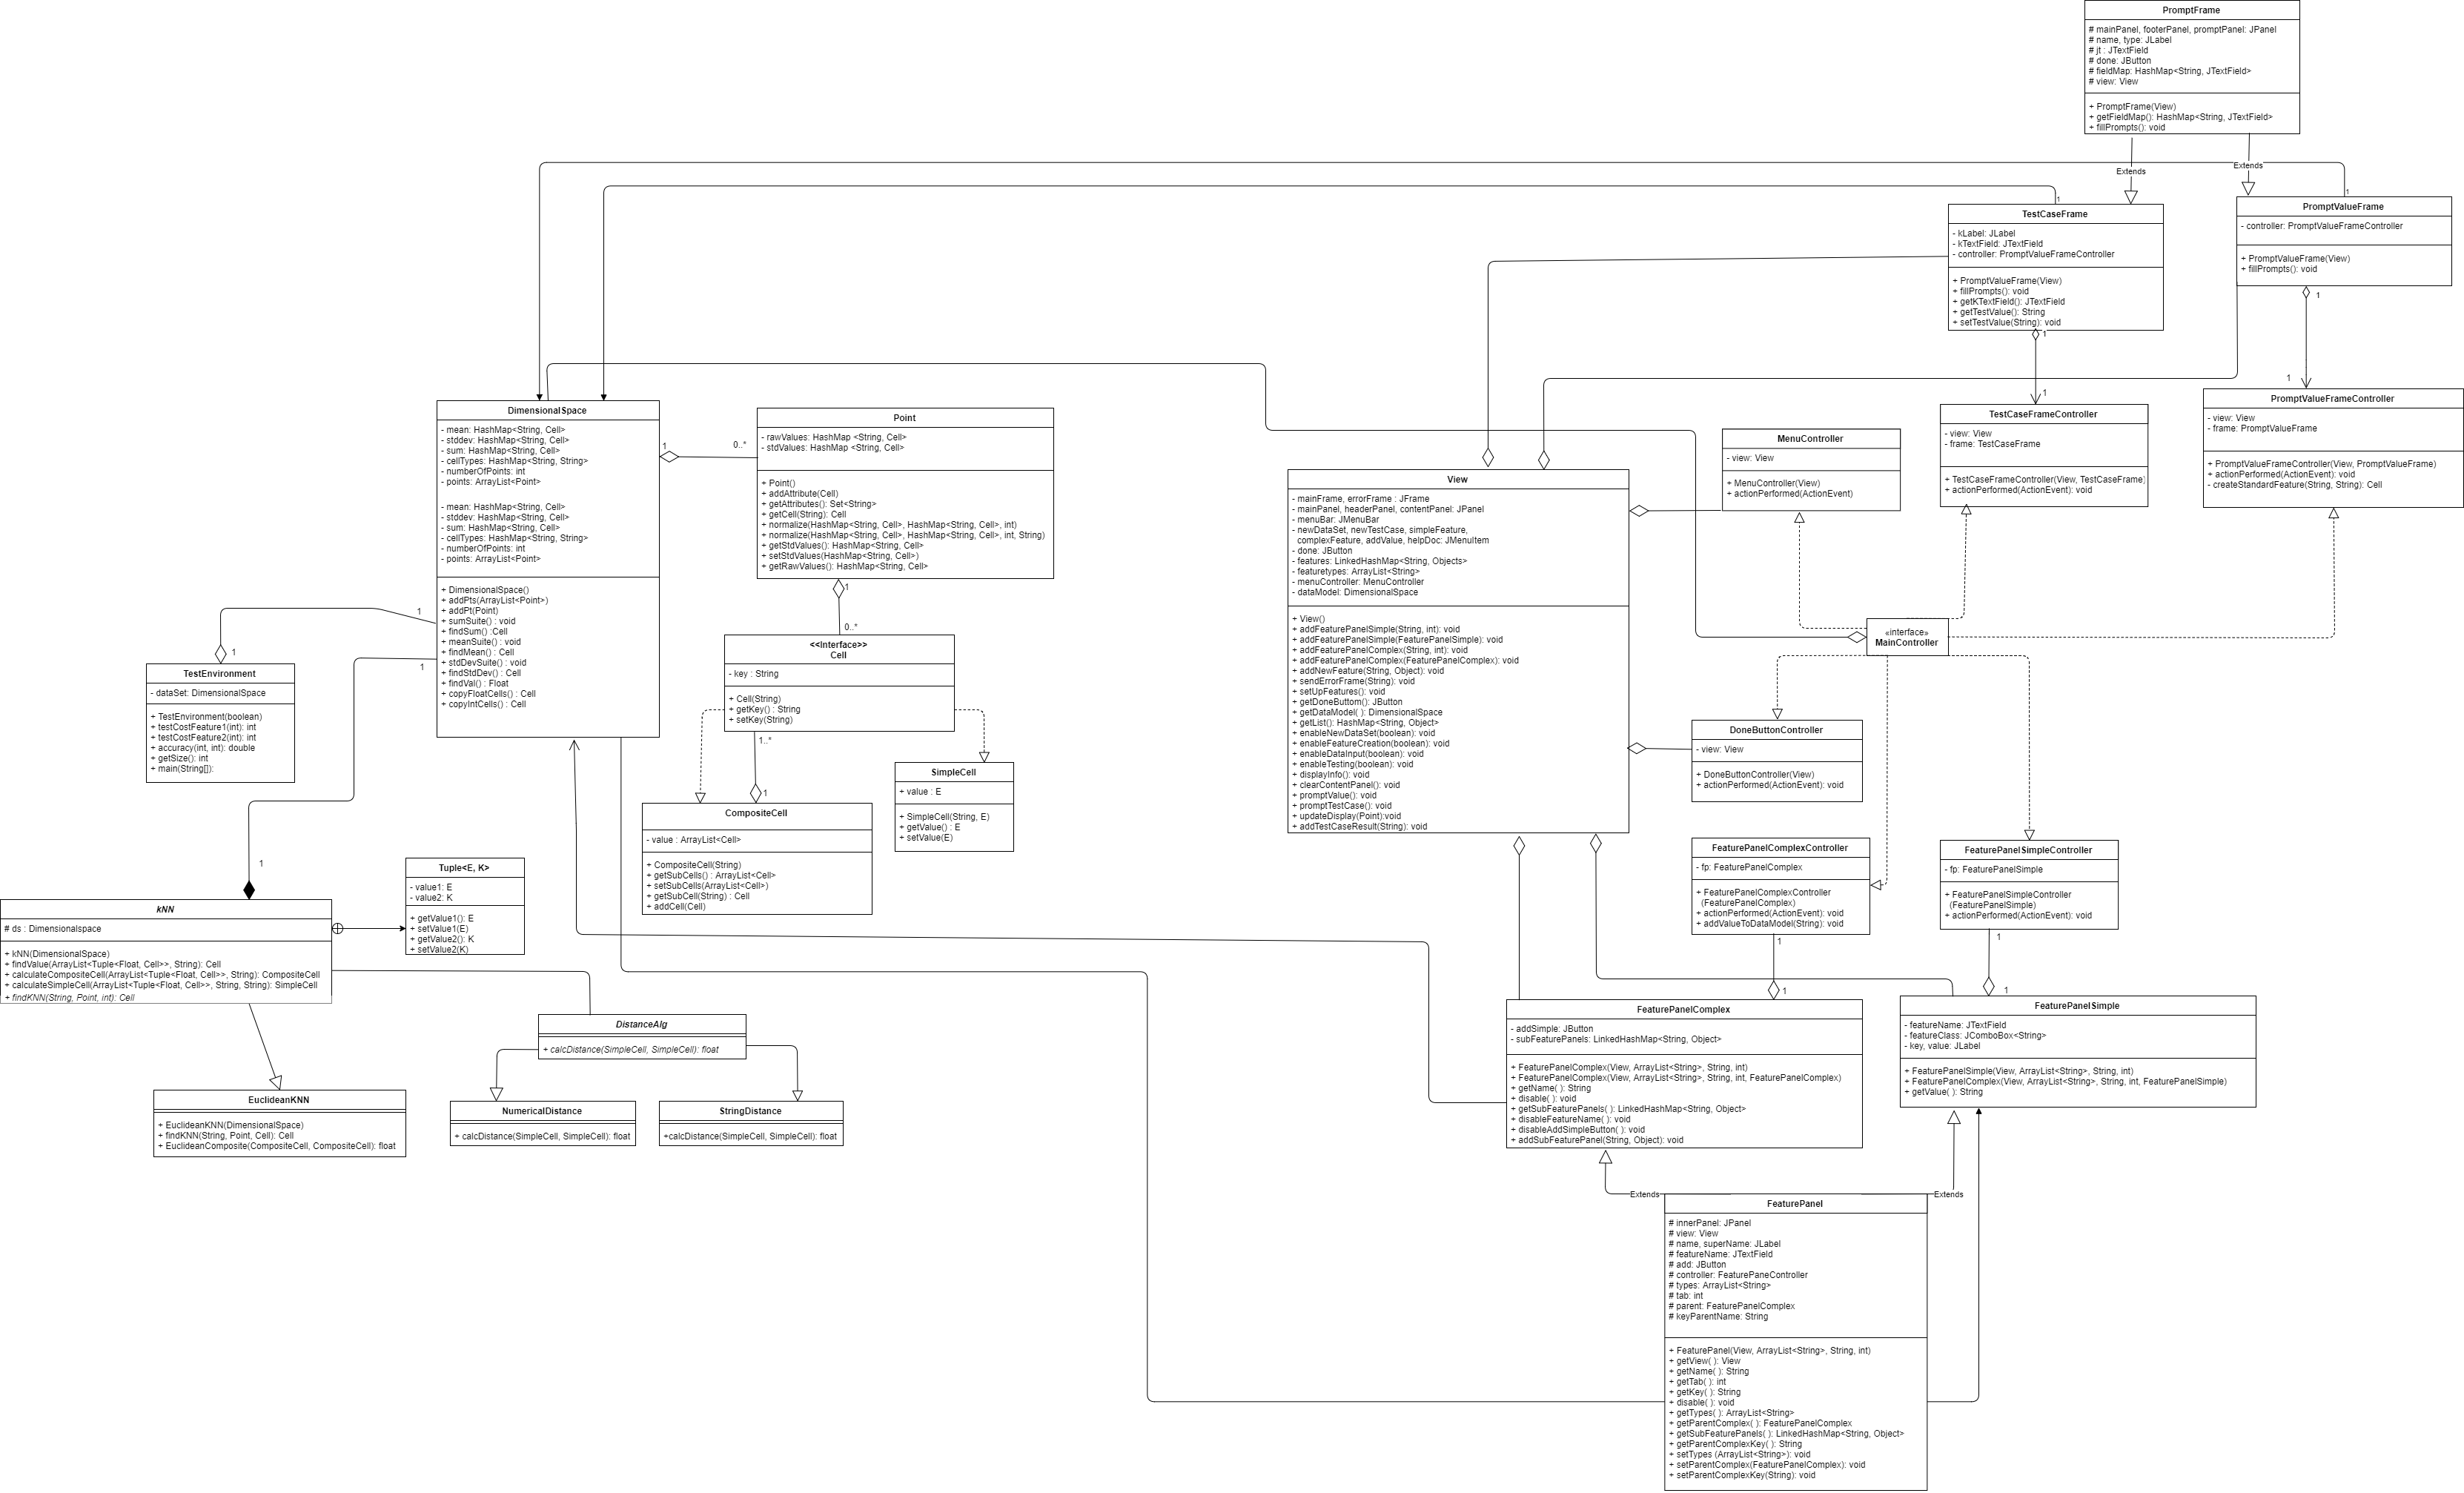 PromptFrame
# mainPanel, footerPanel, promptPanel: JPanel
# name, type: JLabel
# jt : JTextField
# done: JButton
# fieldMap: HashMap<String, JTextField>
# view: View
+ PromptFrame(View)
+ getFieldMap(): HashMap<String, JTextField>
+ fillPrompts(): void
Extends
Extends
1
1
TestCaseFrame
- kLabel: JLabel
- kTextField: JTextField
- controller: PromptValueFrameController
+ PromptValueFrame(View)
+ fillPrompts(): void
+ getKTextField(): JTextField
+ getTestValue(): String
+ setTestValue(String): void
1
1
PromptValueFrame
- controller: PromptValueFrameController
+ PromptValueFrame(View)
+ fillPrompts(): void
1
1
DimensionalSpace
- mean: HashMap<String, Cell>
- stddev: HashMap<String, Cell>
- sum: HashMap<String, Cell>
- cellTypes: HashMap<String, String>
- numberOfPoints: int
- points: ArrayList<Point>
- mean: HashMap<String, Cell>
- stddev: HashMap<String, Cell>
- sum: HashMap<String, Cell>
- cellTypes: HashMap<String, String>
- numberOfPoints: int
- points: ArrayList<Point>
+ DimensionalSpace()
+ addPts(ArrayList<Point>)
+ addPt(Point)
+ sumSuite() : void
+ findSum() :Cell
+ meanSuite() : void
+ findMean() : Cell
+ stdDevSuite() : void
+ findStdDev() : Cell
+ findVal() : Float
+ copyFloatCells() : Cell
+ copyIntCells() : Cell
1
0..*
Point
- rawValues: HashMap <String, Cell>
- stdValues: HashMap <String, Cell>
+ Point()
+ addAttribute(Cell)
+ getAttributes(): Set<String>
+ getCell(String): Cell
+ normalize(HashMap<String, Cell>, HashMap<String, Cell>, int)
+ normalize(HashMap<String, Cell>, HashMap<String, Cell>, int, String)
+ getStdValues(): HashMap<String, Cell>
+ setStdValues(HashMap<String, Cell>)
+ getRawValues(): HashMap<String, Cell>
1
0..*
<<Interface>>
Cell
- key : String
+ Cell(String)
+ getKey() : String
+ setKey(String)
1..*
1
SimpleCell
+ value : E
+ SimpleCell(String, E)
+ getValue() : E
+ setValue(E)
CompositeCell
- value : ArrayList<Cell>
+ CompositeCell(String)
+ getSubCells() : ArrayList<Cell>
+ setSubCells(ArrayList<Cell>)
+ getSubCell(String) : Cell
+ addCell(Cell)
1
1
TestEnvironment
- dataSet: DimensionalSpace
+ TestEnvironment(boolean)
+ testCostFeature1(int): int
+ testCostFeature2(int): int
+ accuracy(int, int): double
+ getSize(): int
+ main(String[]):
1
1
kNN
# ds : Dimensionalspace
+ kNN(DimensionalSpace)
+ findValue(ArrayList<Tuple<Float, Cell>>, String): Cell
+ calculateCompositeCell(ArrayList<Tuple<Float, Cell>>, String): CompositeCell
+ calculateSimpleCell(ArrayList<Tuple<Float, Cell>>, String, String): SimpleCell
+ findKNN(String, Point, int): Cell
Tuple<E, K>
- value1: E
- value2: K
+ getValue1(): E
+ setValue1(E)
+ getValue2(): K
+ setValue2(K)
DistanceAlg
+ calcDistance(SimpleCell, SimpleCell): float
EuclideanKNN
+ EuclideanKNN(DimensionalSpace)
+ findKNN(String, Point, Cell): Cell
+ EuclideanComposite(CompositeCell, CompositeCell): float
NumericalDistance
+ calcDistance(SimpleCell, SimpleCell): float
StringDistance
+calcDistance(SimpleCell, SimpleCell): float
View
- mainFrame, errorFrame : JFrame
- mainPanel, headerPanel, contentPanel: JPanel
- menuBar: JMenuBar
- newDataSet, newTestCase, simpleFeature,
complexFeature, addValue, helpDoc: JMenuItem
- done: JButton
- features: LinkedHashMap<String, Objects>
- featuretypes: ArrayList<String>
- menuController: MenuController
- dataModel: DimensionalSpace
+ View()
+ addFeaturePanelSimple(String, int): void
+ addFeaturePanelSimple(FeaturePanelSimple): void
+ addFeaturePanelComplex(String, int): void
+ addFeaturePanelComplex(FeaturePanelComplex): void
+ addNewFeature(String, Object): void
+ sendErrorFrame(String): void
+ setUpFeatures(): void
+ getDoneButtom(): JButton
+ getDataModel( ): DimensionalSpace
+ getList(): HashMap<String, Object>
+ enableNewDataSet(boolean): void
+ enableFeatureCreation(boolean): void
+ enableDataInput(boolean): void
+ enableTesting(boolean): void
+ displayInfo(): void
+ clearContentPanel(): void
+ promptValue(): void
+ promptTestCase(): void
+ updateDisplay(Point):void
+ addTestCaseResult(String): void
MenuController
- view: View
+ MenuController(View)
+ actionPerformed(ActionEvent)
TestCaseFrameController
- view: View
- frame: TestCaseFrame
+ TestCaseFrameController(View, TestCaseFrame)
+ actionPerformed(ActionEvent): void
PromptValueFrameController
- view: View
- frame: PromptValueFrame
+ PromptValueFrameController(View, PromptValueFrame)
+ actionPerformed(ActionEvent): void
- createStandardFeature(String, String): Cell
«interface»
MainController
DoneButtonController
- view: View
+ DoneButtonController(View)
+ actionPerformed(ActionEvent): void
FeaturePanelComplexController
- fp: FeaturePanelComplex
+ FeaturePanelComplexController
(FeaturePanelComplex)
+ actionPerformed(ActionEvent): void
+ addValueToDataModel(String): void
1
1
FeaturePanelSimpleController
- fp: FeaturePanelSimple
+ FeaturePanelSimpleController
(FeaturePanelSimple)
+ actionPerformed(ActionEvent): void
1
1
FeaturePanelComplex
- addSimple: JButton
- subFeaturePanels: LinkedHashMap<String, Object>
+ FeaturePanelComplex(View, ArrayList<String>, String, int)
+ FeaturePanelComplex(View, ArrayList<String>, String, int, FeaturePanelComplex)
+ getName( ): String
+ disable( ): void
+ getSubFeaturePanels( ): LinkedHashMap<String, Object>
+ disableFeatureName( ): void
+ disableAddSimpleButton( ): void
+ addSubFeaturePanel(String, Object): void
FeaturePanelSimple
- featureName: JTextField
- featureClass: JComboBox<String>
- key, value: JLabel
+ FeaturePanelSimple(View, ArrayList<String>, String, int)
+ FeaturePanelComplex(View, ArrayList<String>, String, int, FeaturePanelSimple)
+ getValue( ): String
Extends
Extends
FeaturePanel
# innerPanel: JPanel
# view: View
# name, superName: JLabel
# featureName: JTextField
# add: JButton
# controller: FeaturePaneController
# types: ArrayList<String>
# tab: int
# parent: FeaturePanelComplex
# keyParentName: String
+ FeaturePanel(View, ArrayList<String>, String, int)
+ getView( ): View
+ getName( ): String
+ getTab( ): int
+ getKey( ): String
+ disable( ): void
+ getTypes( ): ArrayList<String>
+ getParentComplex( ): FeaturePanelComplex
+ getSubFeaturePanels( ): LinkedHashMap<String, Object>
+ getParentComplexKey( ): String
+ setTypes (ArrayList<String>): void
+ setParentComplex(FeaturePanelComplex): void
+ setParentComplexKey(String): void